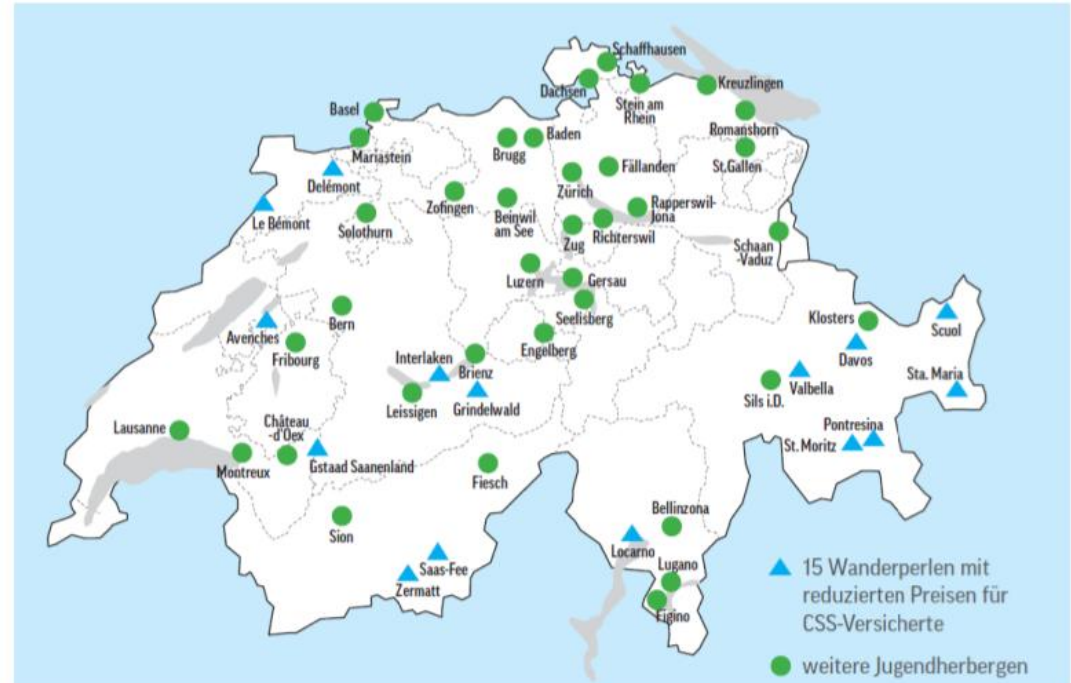 Schaffhausen
Dachsen
Stein am
Rhein
Kreuzlingen
Basel
Romanshorn
Mariastein
Brugg
Baden
St.Gallen
Delémont
Fällanden
Zürich
Le Bémont
Solothurn
Zofingen
Beinwil
am See
Rapperswil-
Jona
Zug
Richterswil
Schaan
-Vaduz
Luzern
Gersau
Seelisberg
Bern
Avenches
Fribourg
Engelberg
Klosters
Scuol
Davos
Interlaken
Brienz
Leissigen
Grindelwald
Valbella
Sils i.D.
Sta. Maria
Lausanne
Château
-d'Oex
Montreux
Gstaad Saanenland
Fiesch
Pontresina
St. Moritz
Sion
Bellinzona
Locarno
Saas-Fee
Zermatt
Lugano
Figino
15 Wanderperlen mit
reduzierten Preisen für
CSS-Versicherte
weitere Jugendherbergen